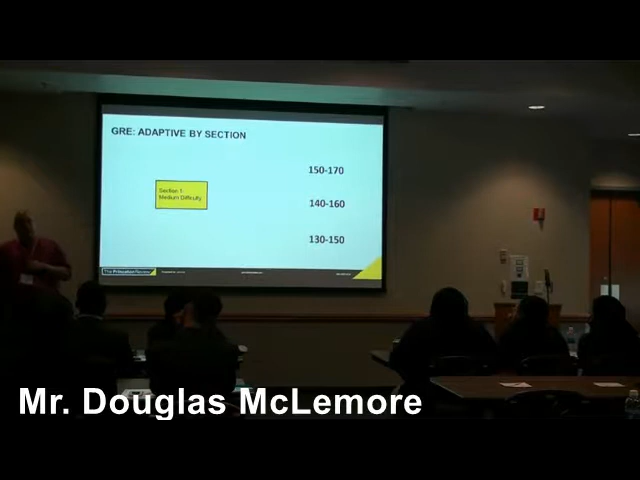 GRE: ADAPTIVE BY SECTION
150-170
Section 1
Medium Difficulty
140-160
130-150
The Princeton Review
Mr. Douglas McLemore